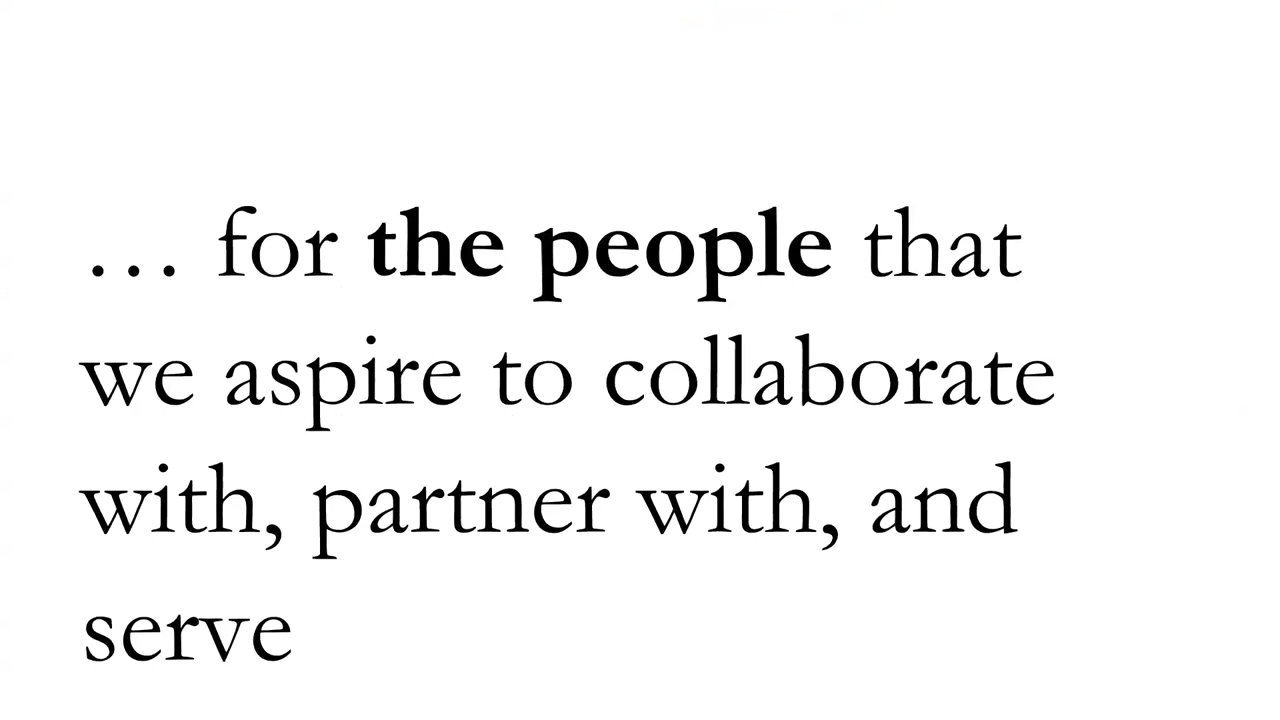 … for the people that
we aspire to collaborate
with, partner with, and
serve